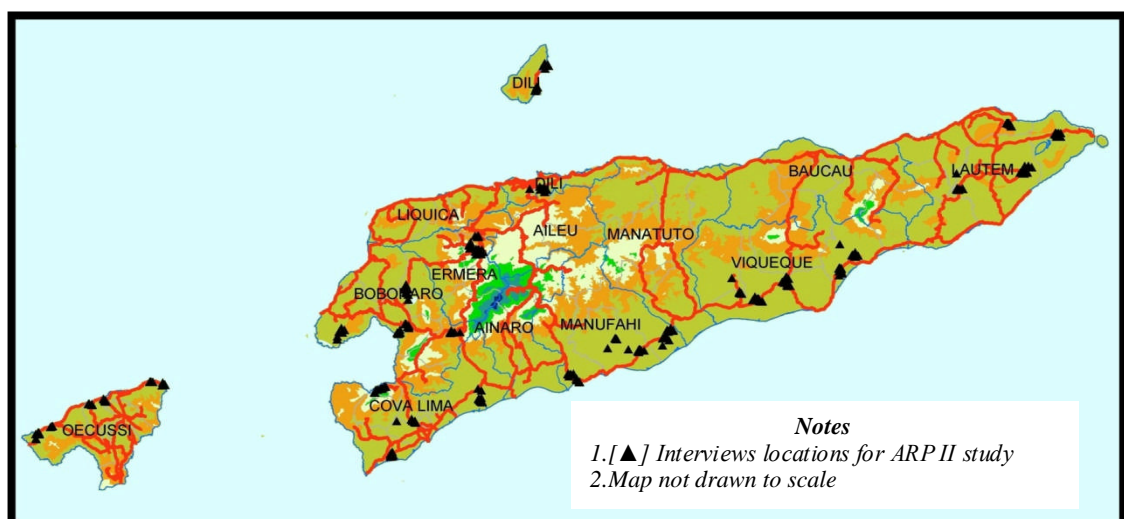 DILI
BAUCAU
LAUTEM
DILI
LIQUICA
AILEU
MANATUTO
VIQUEQUE
ERMERA
BOBONARO
AINARO
MANUFAHI
COVA LIMA
OECUSSI
Notes
1.[▲] Interviews locations for ARP II study
2.Map not drawn to scale